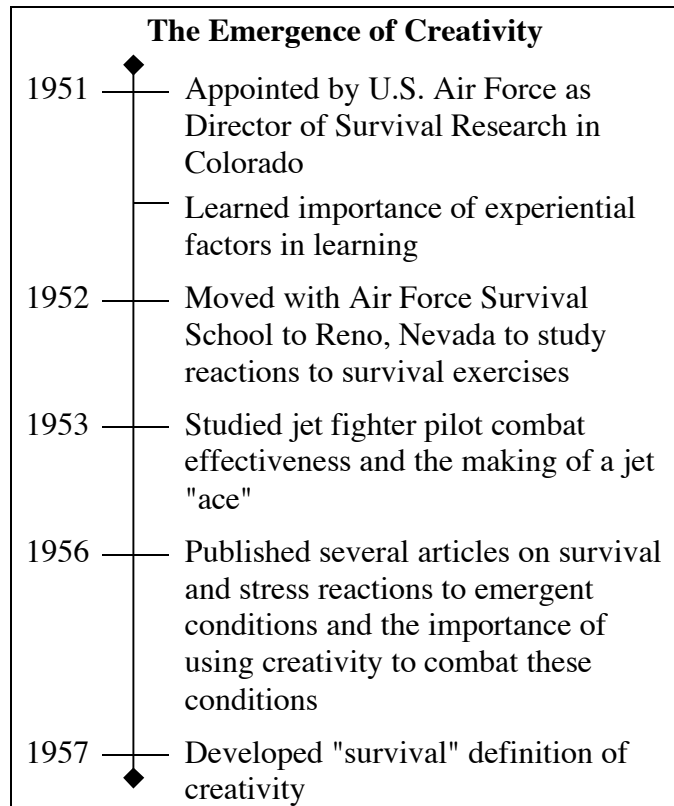 The Emergence of Creativity
1951 Appointed by U.S. Air Force as
Director of Survival Research in
Colorado
Learned importance of experiential
factors in learning
1952 Moved with Air Force Survival
School to Reno, Nevada to study
reactions to survival exercises
1953 Studied jet fighter pilot combat
effectiveness and the making of a jet
"ace"
1956 Published several articles on survival
and stress reactions to emergent
conditions and the importance of
using creativity to combat these
conditions
1957 Developed "survival" definition of
creativity